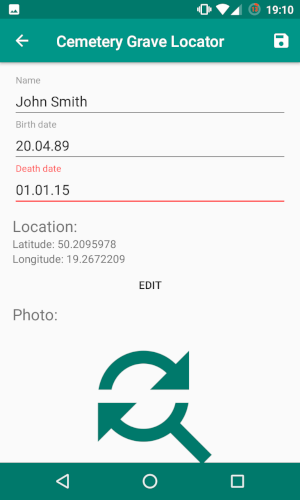 19:10
Cemetery Grave Locator
Name
John Smith
Birth date
20.04.89
Death date
01.01.15
Location:
Latitude: 50.2095978
Longitude: 19.2672209
EDIT
Photo: